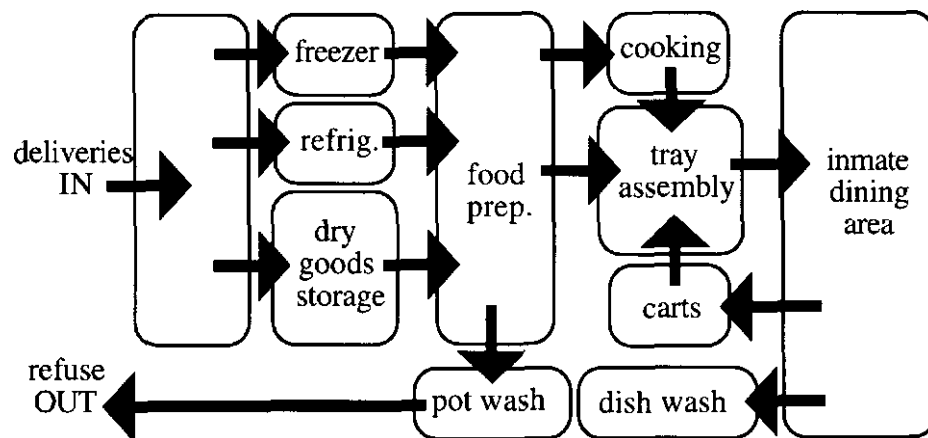 freezer
cooking
deliveries
IN
refrig.
food
prep.
tray
assembly
inmate
dining
area
dry
goods
storage
carts
refuse
OUT
pot wash
dish wash